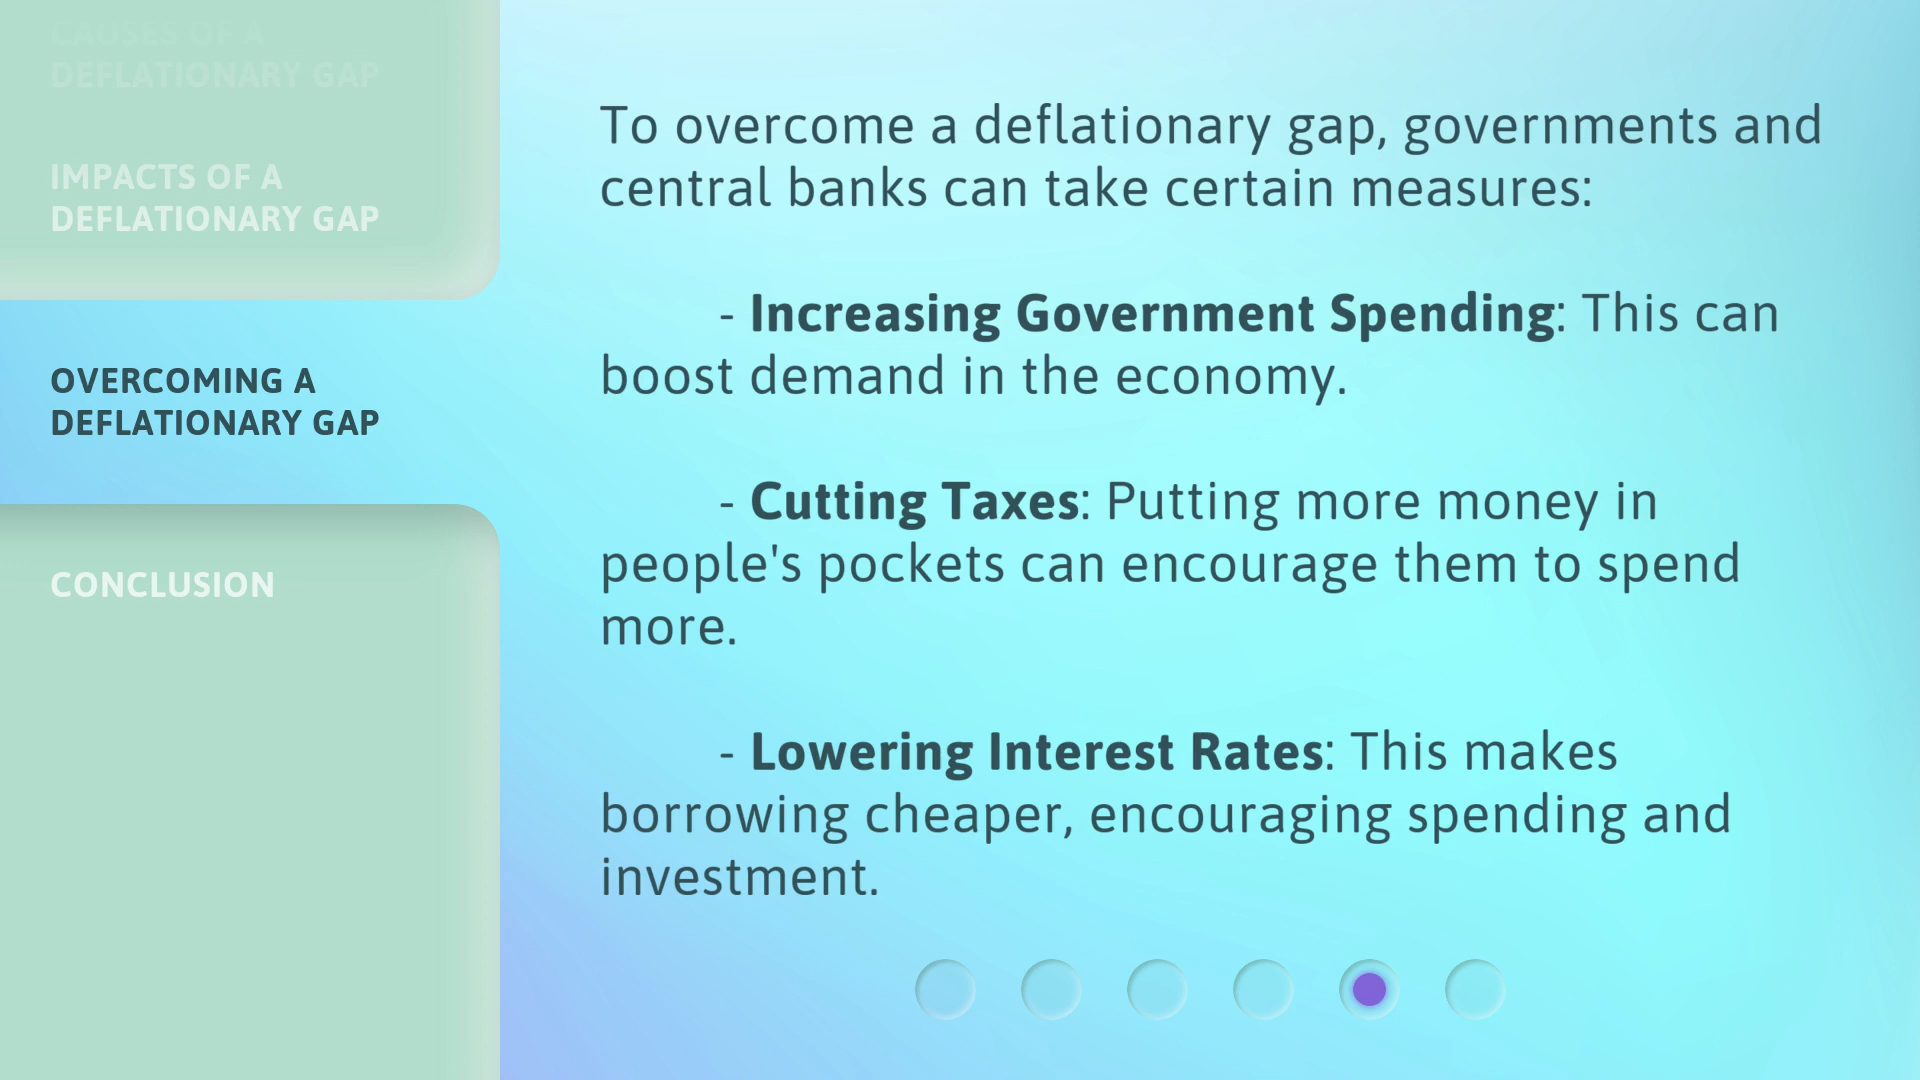 CAUSES OF A
DEFLATIONARY GAP
IMPACTS OF A
DEFLATIONARY GAP
OVERCOMING A
DEFLATIONARY GAP
CONCLUSION
To overcome a deflationary gap, governments and
central banks can take certain measures:
- Increasing Government Spending: This can
boost demand in the economy.
- Cutting Taxes: Putting more money in
people's pockets can encourage them to spend
more.
- Lowering Interest Rates: This makes
borrowing cheaper, encouraging spending and
investment.